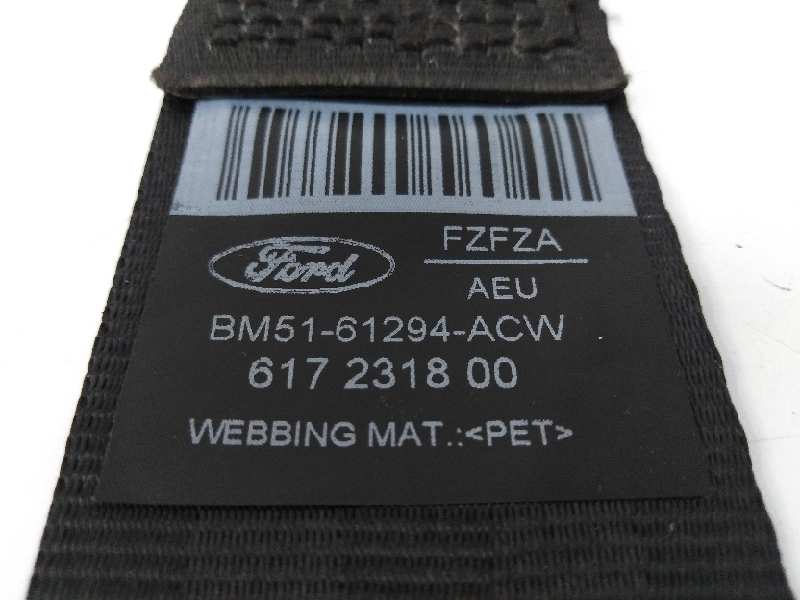 Ford
FZFZA
AEU
BM51-61294-ACW
617 2318 00
WEBBING MAT.:<PET>